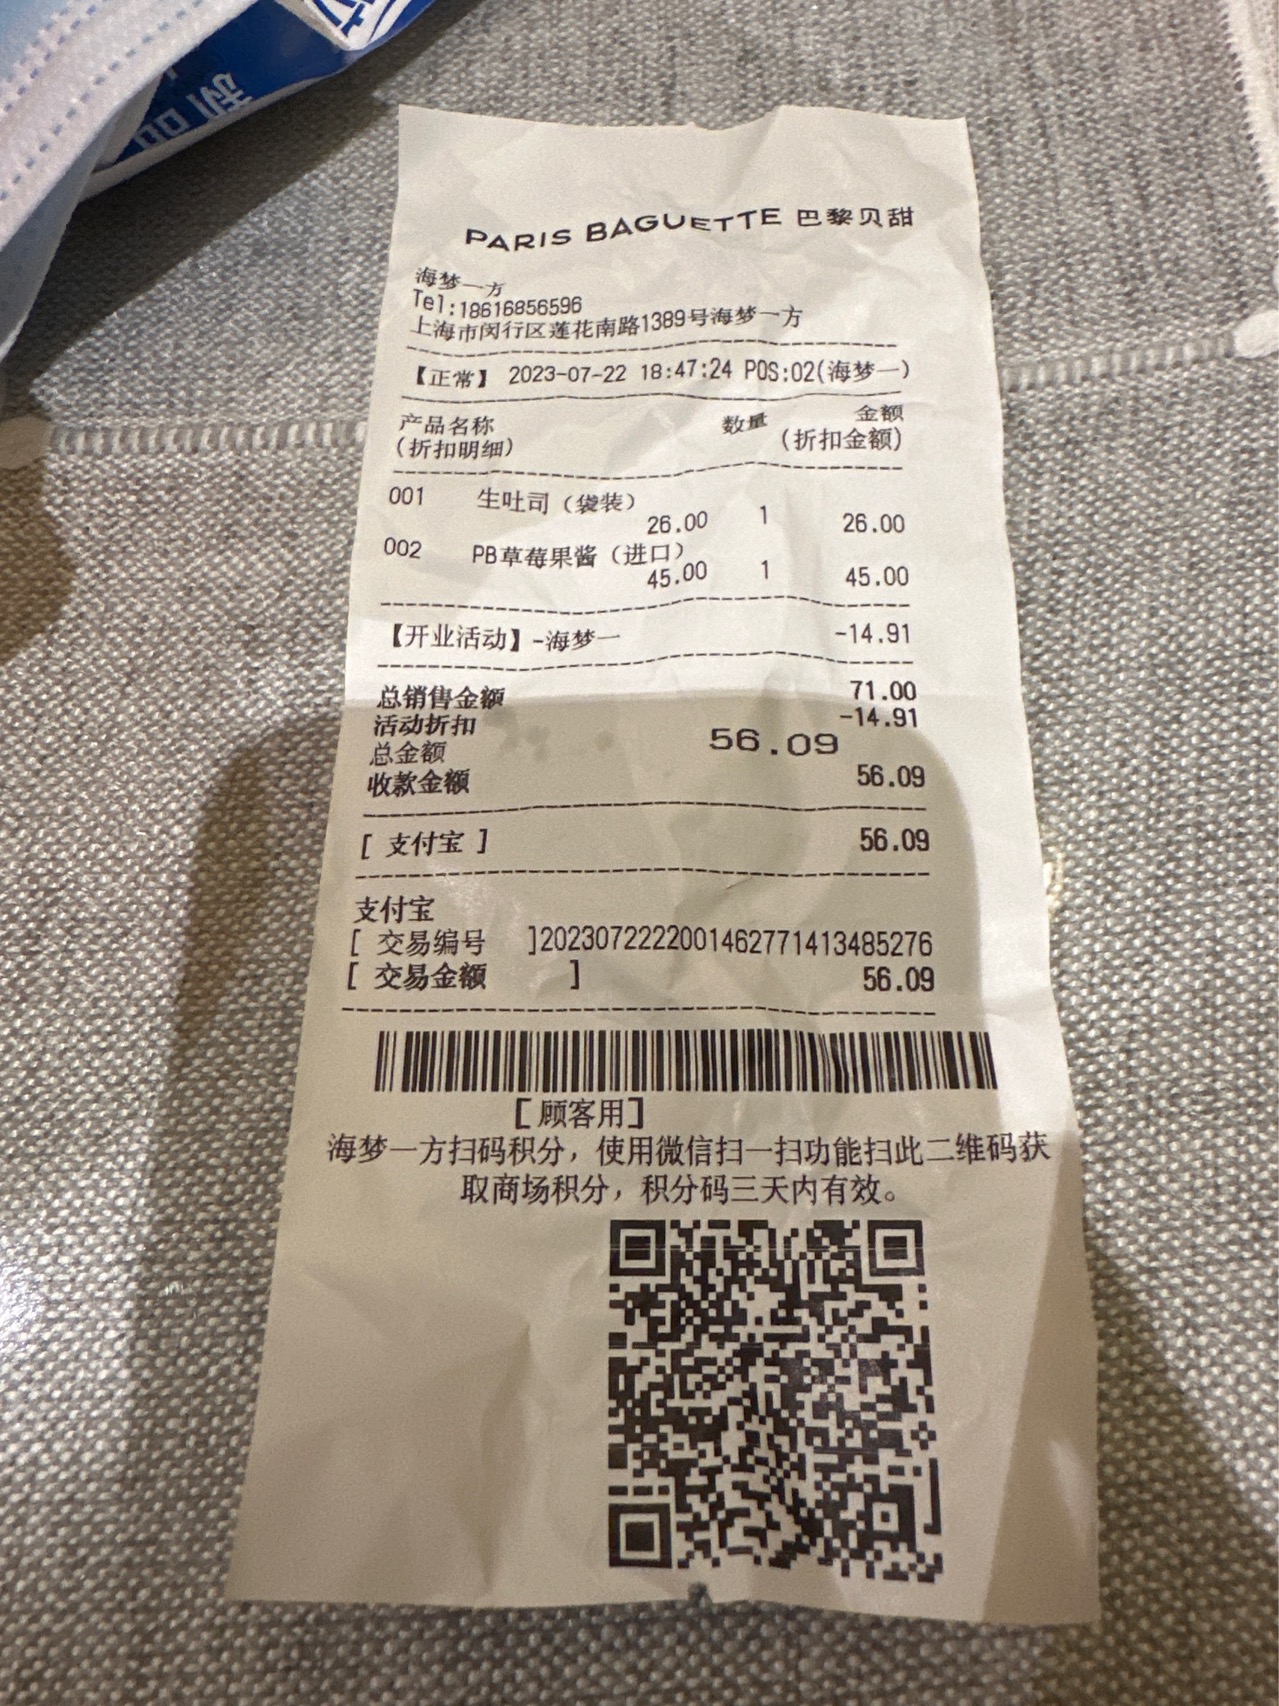 新品
PARIS BAGUETTE 巴黎贝甜
海梦一方
Tel:18616856596
上海市闵行区莲花南路1389号海梦一方
【正常】 2023-07-22 18:47:24 POS:02(海梦一)
产品名称 数量 金额
(折扣明细) (折扣金额)
001 生吐司（袋装）
26.00 1 26.00
002 PB草莓果酱（进口）
45.00 1 45.00
【开业活动】-海梦一 -14.91
总销售金额 71.00
活动折扣 -14.91
总金额 56.09
收款金额 56.09
[ 支付宝 ] 56.09
支付宝
[ 交易编号 ]2023072222001462771413485276
[ 交易金额 ] 56.09
[顾客用]
海梦一方扫码积分，使用微信扫一扫功能扫此二维码获
取商场积分，积分码三天内有效。